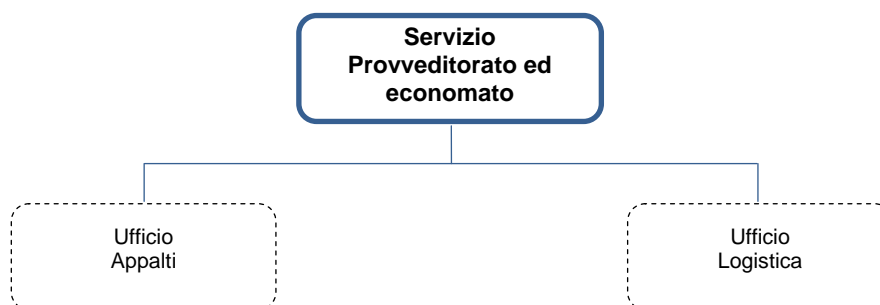 Servizio
Provveditorato ed
economato
Ufficio
Appalti
Ufficio
Logistica